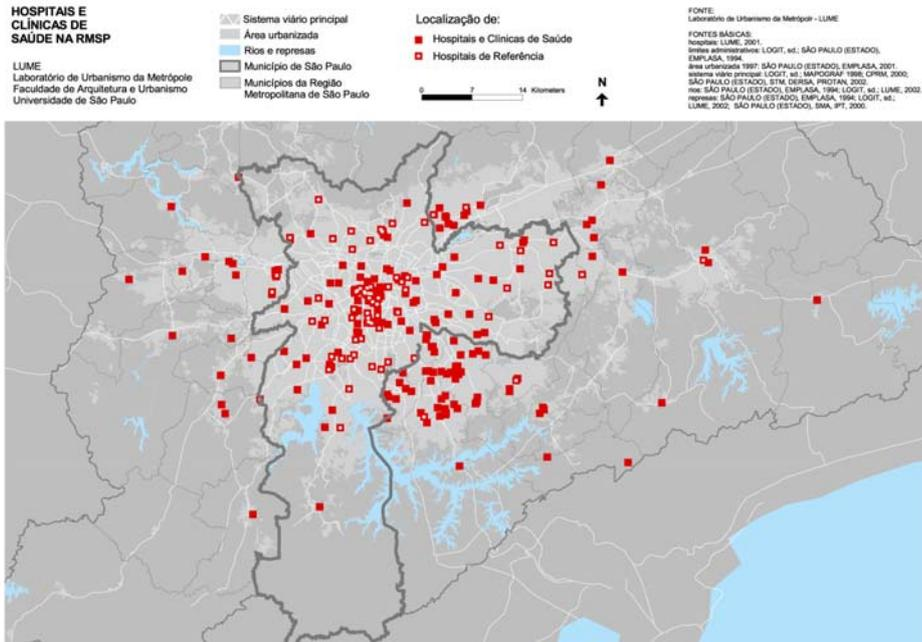 HOSPITAIS E
CLÍNICAS DE
SAÚDE NA RMSP
LUME
Laboratório de Urbanismo da Metrópole
Faculdade de Arquitetura e Urbanismo
Universidade de São Paulo
Sistema viário principal
Área urbanizada
Rios e represas
Município de São Paulo
Municípios da Região
Metropolitana de São Paulo
Localização de:
Hospitais e Clínicas de Saúde
Hospitais de Referência
0 7 14 Kilometers
N
FONTE:
Laboratório de Urbanismo da Metrópolr - LUME
FONTES BÁSICAS:
hospitais: LUME, 2001.
limites administrativos: LOGIT, sd.; SÃO PAULO (ESTADO),
EMPLASA, 1994.
área urbanizada 1997: SÃO PAULO (ESTADO), EMPLASA, 2001.
sistema viário principal: LOGIT, sd.; MAPOGRAF 1998; CPRM, 2000;
SÃO PAULO (ESTADO), STM, DERSA, PROTAN, 2002.
rios: SÃO PAULO (ESTADO), EMPLASA, 1994; LOGIT, sd.; LUME, 2002.
represas: SÃO PAULO (ESTADO), EMPLASA, 1994; LOGIT, sd.;
LUME, 2002; SÃO PAULO (ESTADO), SMA, IPT, 2000.